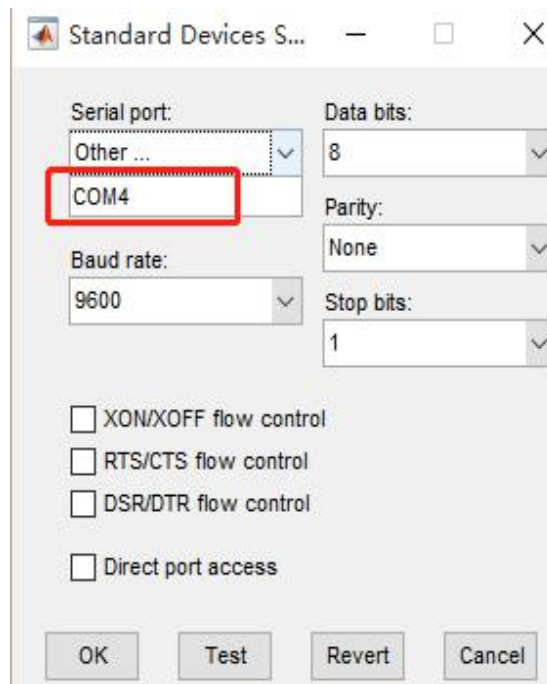 Standard Devices S...
Serial port:
Other ...
COM4
Baud rate:
9600
Data bits:
8
Parity:
None
Stop bits:
1
XON/XOFF flow control
RTS/CTS flow control
DSR/DTR flow control
Direct port access
OK
Test
Revert
Cancel